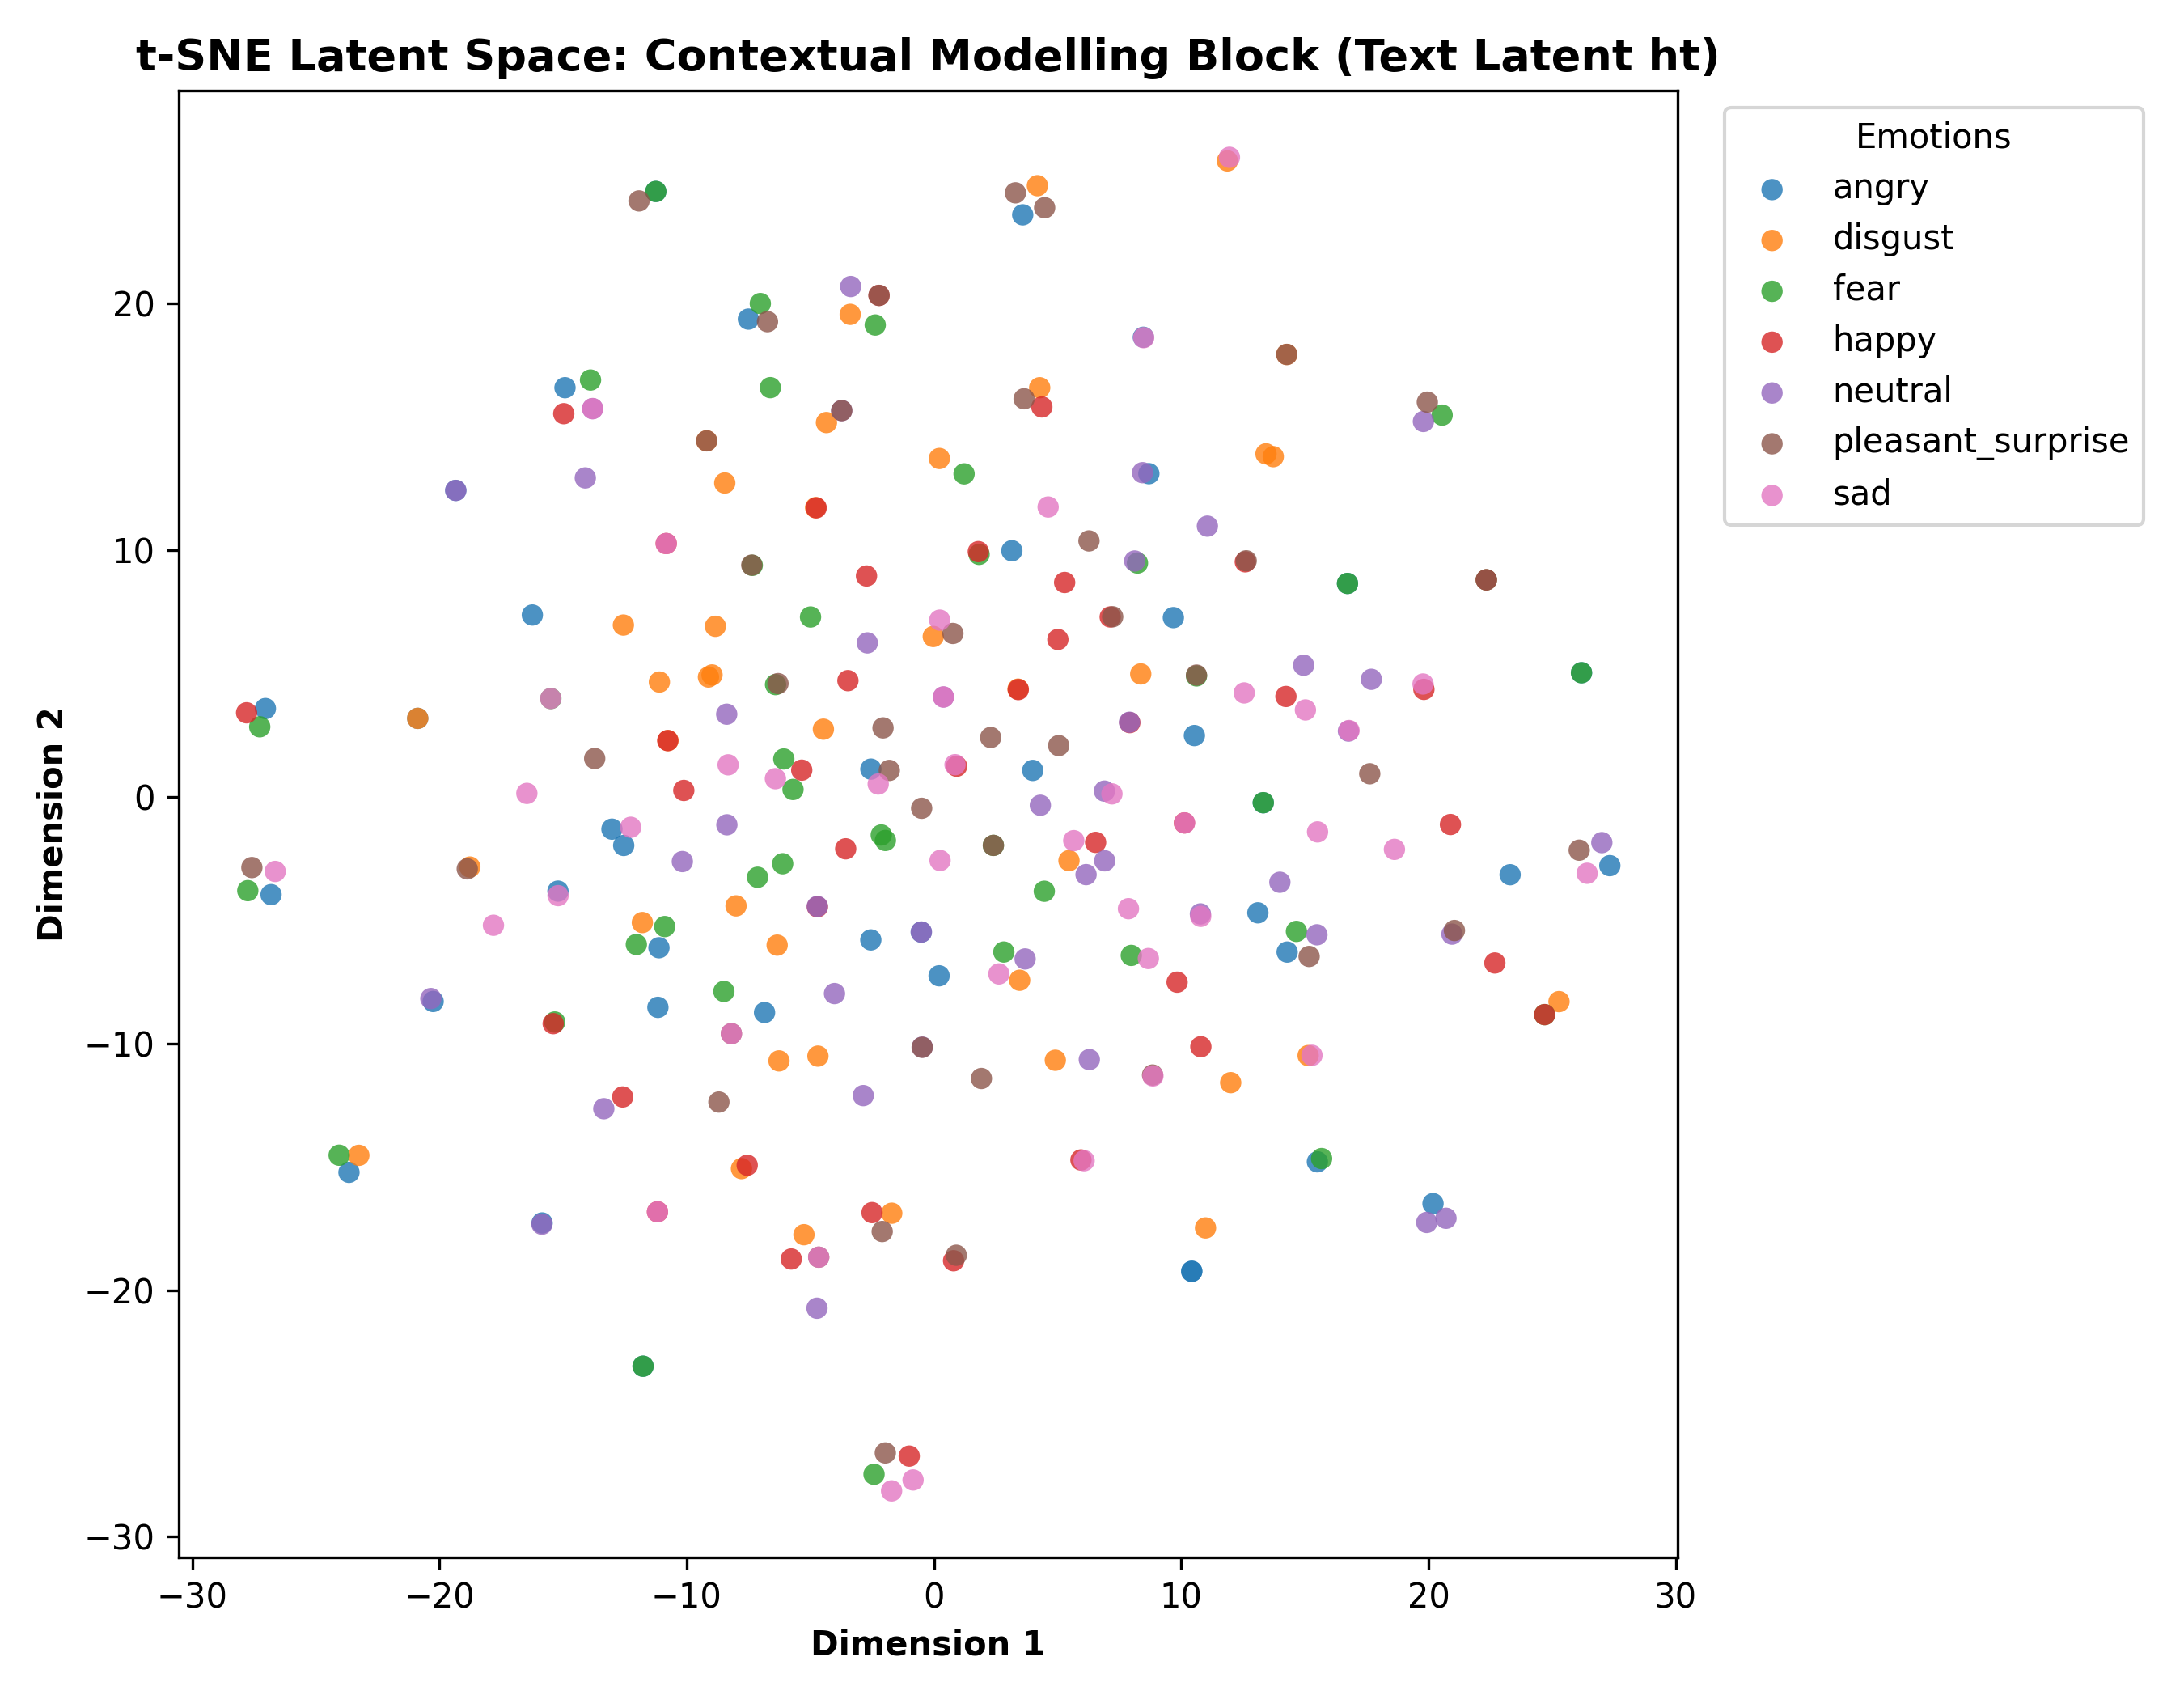 t-SNE Latent Space: Contextual Modelling Block (Text Latent ht)
Emotions
angry
disgust
fear
happy
neutral
pleasant_surprise
sad
Dimension 2
20
10
0
−10
−20
−30
−30
−20
−10
0
10
20
30
Dimension 1